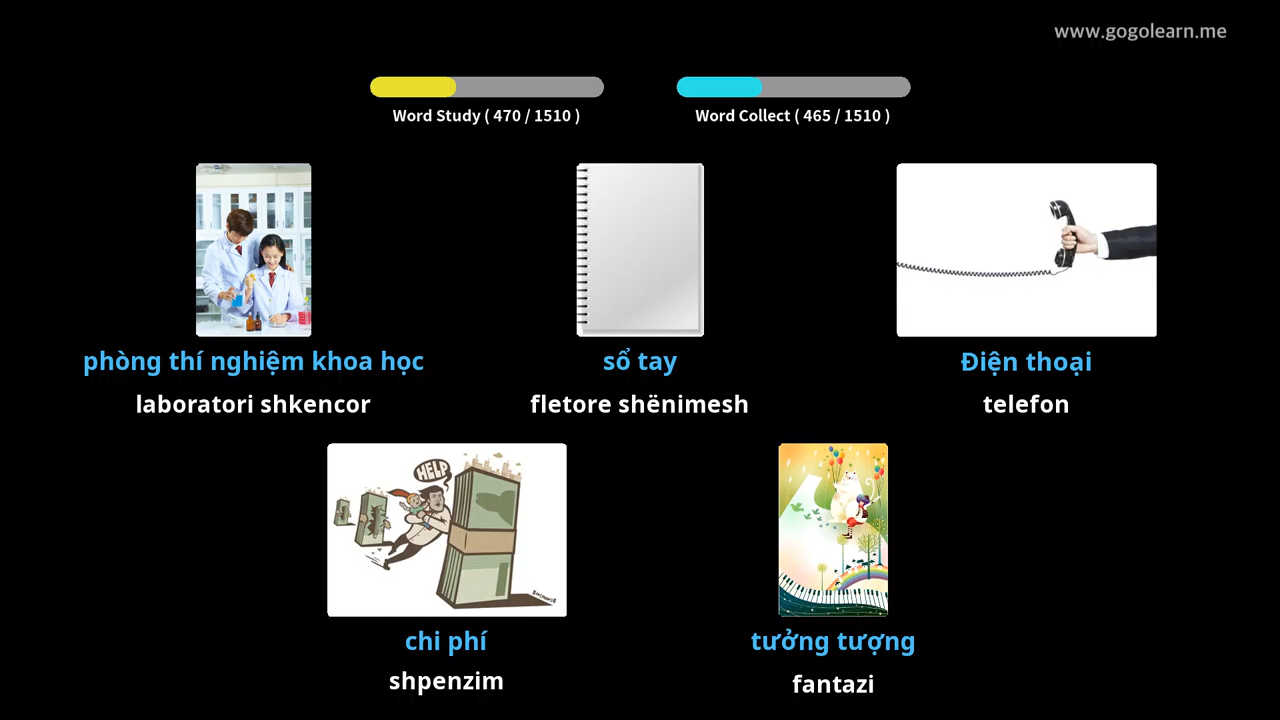 www.gogolearn.me
Word Study ( 470 / 1510 )
Word Collect ( 465 / 1510 )
phòng thí nghiệm khoa học
sổ tay
Điện thoại
laboratori shkencor
fletore shënimesh
telefon
HELP
chi phí
tưởng tượng
shpenzim
fantazi